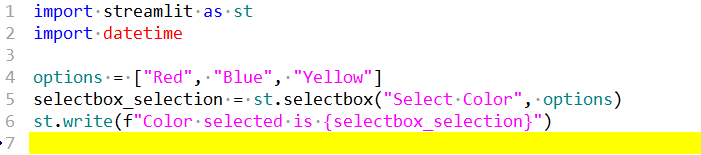 1 import streamlit as st
2 import datetime
3
4 options = ["Red", "Blue", "Yellow"]
5 selectbox_selection = st.selectbox("Select Color", options)
6 st.write(f"Color selected is {selectbox_selection}")
7